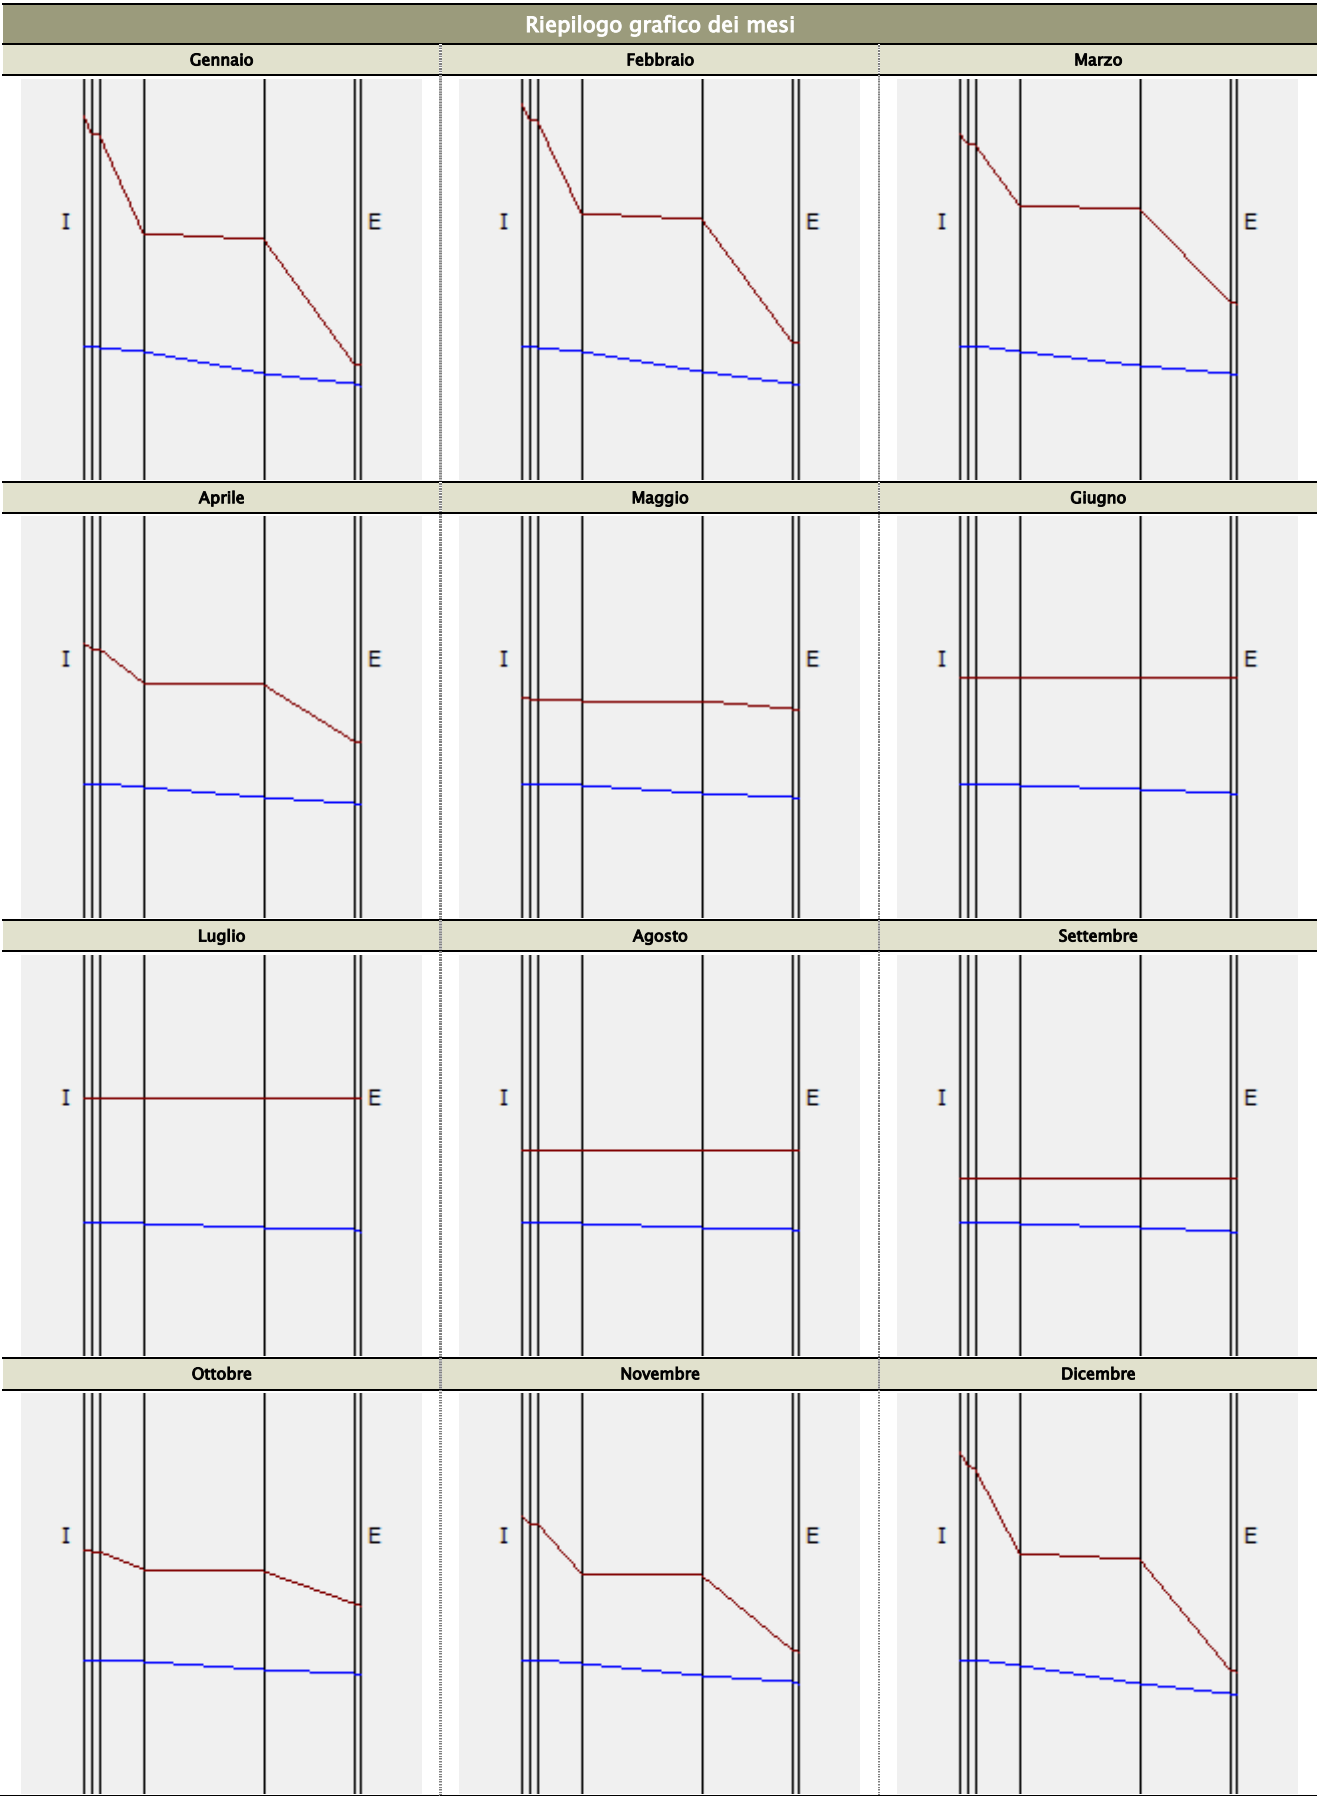 Riepilogo grafico dei mesi
Gennaio Febbraio Marzo
I E I E I E
Aprile Maggio Giugno
I E I E I E
Luglio Agosto Settembre
I E I E I E
Ottobre Novembre Dicembre
I E I E I E